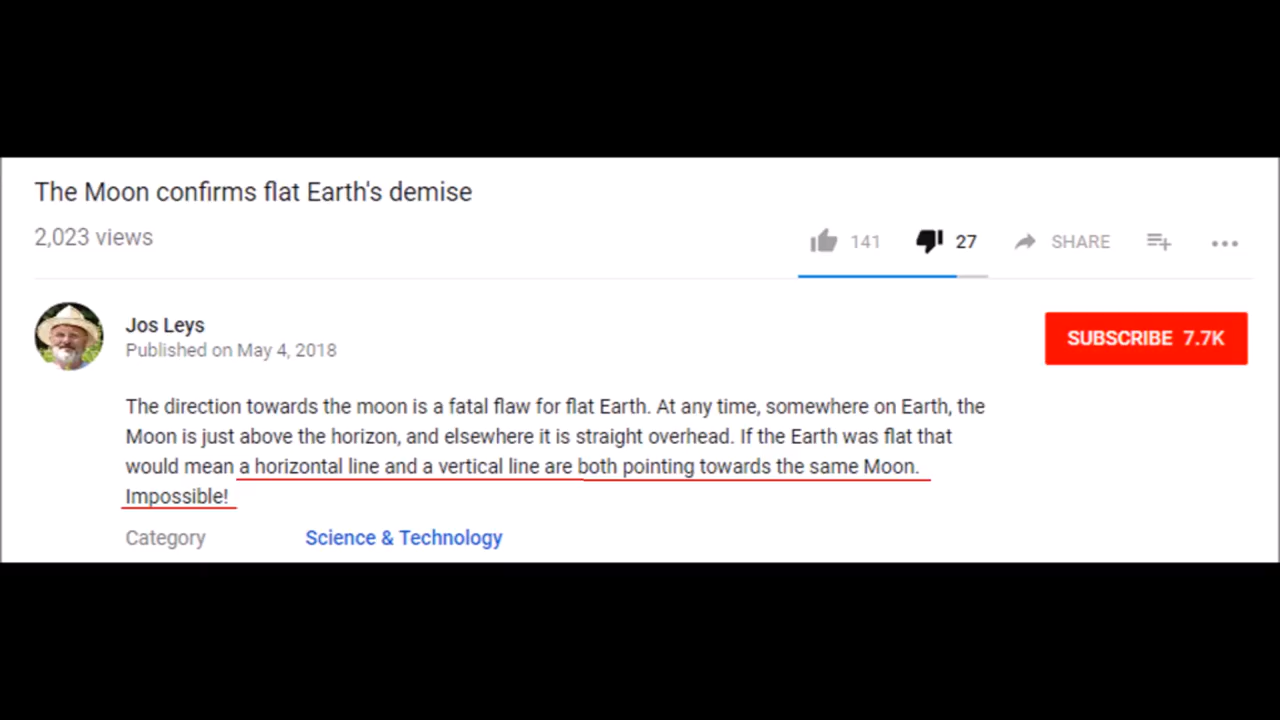 The Moon confirms flat Earth's demise
2,023 views
141 27 SHARE
Jos Leys
Published on May 4, 2018
SUBSCRIBE 7.7K
The direction towards the moon is a fatal flaw for flat Earth. At any time, somewhere on Earth, the
Moon is just above the horizon, and elsewhere it is straight overhead. If the Earth was flat that
would mean a horizontal line and a vertical line are both pointing towards the same Moon.
Impossible!
Category Science & Technology